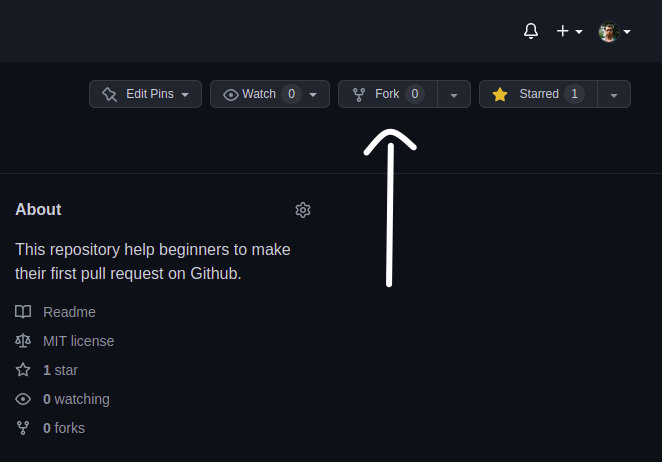 Edit Pins Watch 0 Fork 0 Starred 1
About
This repository help beginners to make
their first pull request on Github.
Readme
MIT license
1 star
0 watching
0 forks